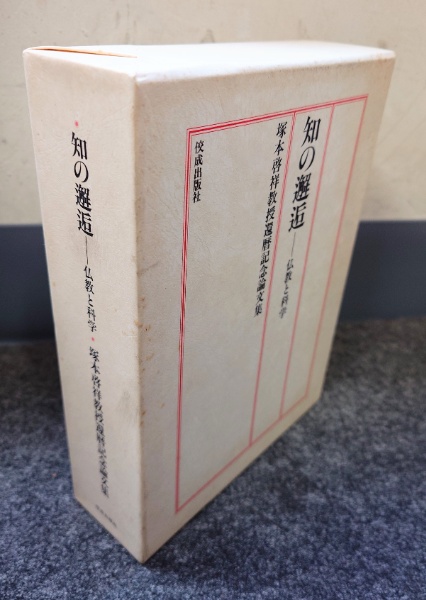 知の邂逅──仏教と科学
塚本啓祥教授還暦記念論文集
佼成出版社
知の邂逅──仏教と科学・塚本啓祥教授還暦記念論文集